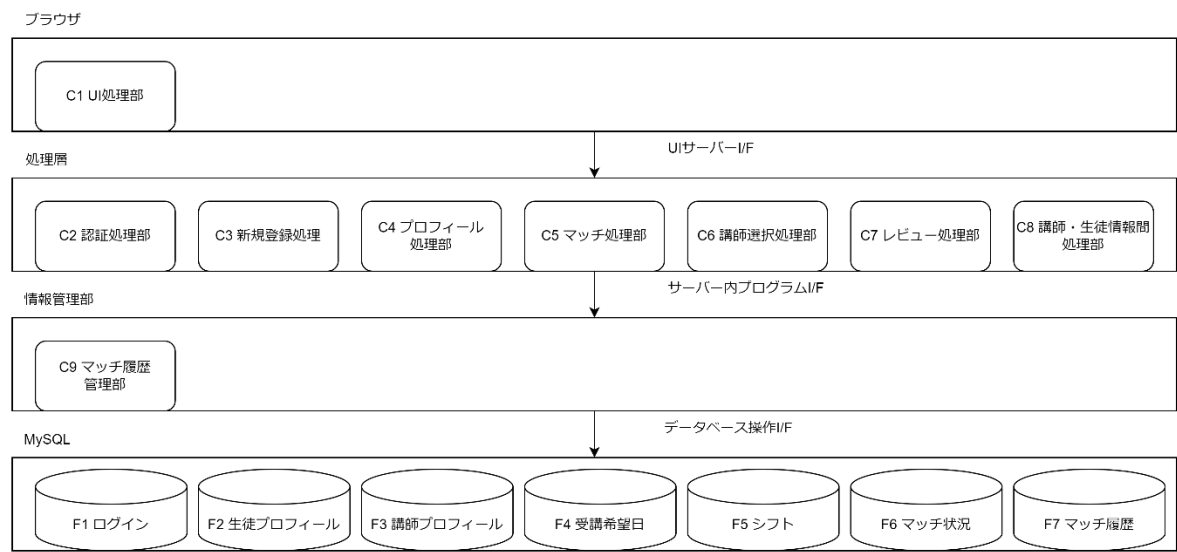 ブラウザ
C1 UI処理部
UIサーバーI/F
処理層
C2 認証処理部
C3 新規登録処理
C4 プロフィール
処理部
C5 マッチ処理部
C6 講師選択処理部
C7 レビュー処理部
C8 講師・生徒情報間
処理部
サーバー内プログラムI/F
情報管理部
C9 マッチ履歴
管理部
データベース操作I/F
MySQL
F1 ログイン
F2 生徒プロフィール
F3 講師プロフィール
F4 受講希望日
F5 シフト
F6 マッチ状況
F7 マッチ履歴